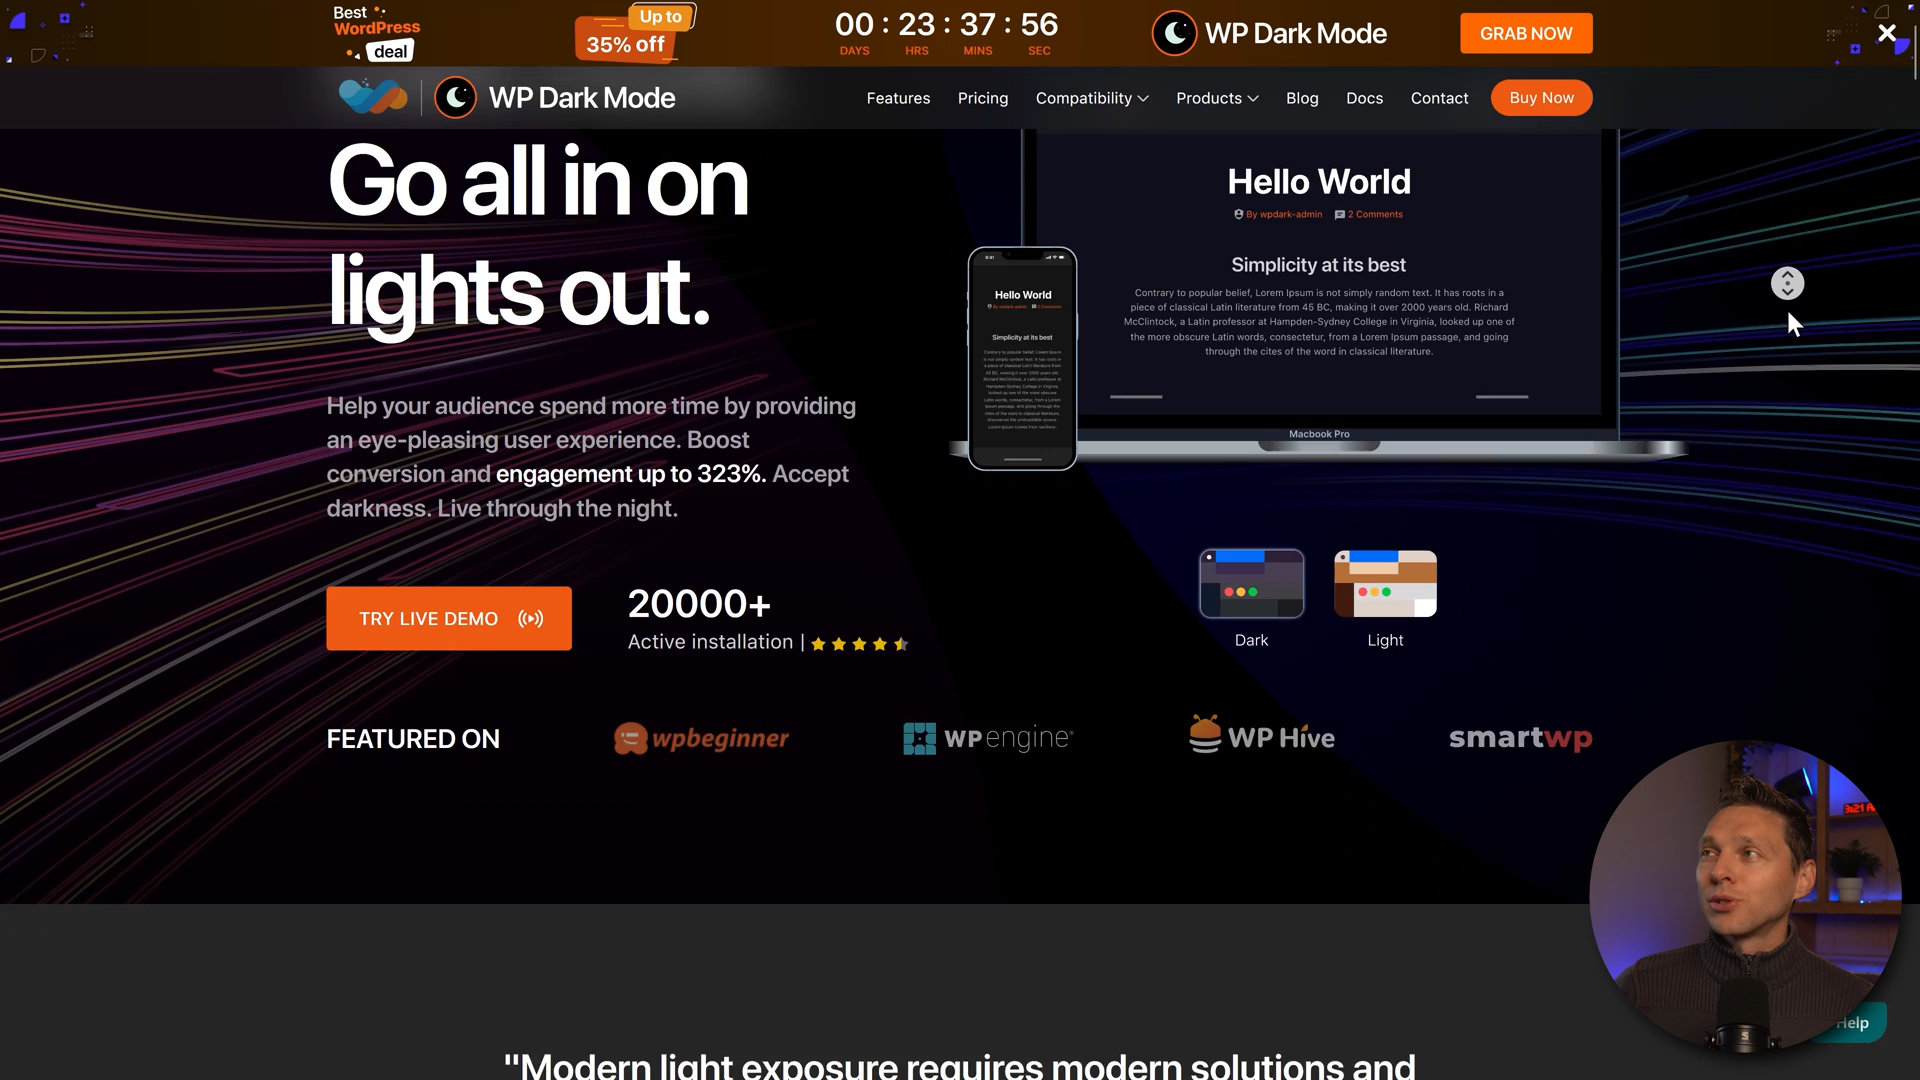 Best
WordPress
deal
Up to
35% off
00 : 23 : 37 : 56
DAYS HRS MINS SEC
WP Dark Mode
GRAB NOW
WP Dark Mode
Features
Pricing
Compatibility
Products
Blog
Docs
Contact
Buy Now
Go all in on
lights out.
Help your audience spend more time by providing
an eye-pleasing user experience. Boost
conversion and engagement up to 323%. Accept
darkness. Live through the night.
TRY LIVE DEMO
20000+
Active installation |
Hello World
By wpdark-admin 2 Comments
Simplicity at its best
Contrary to popular belief, Lorem Ipsum is not simply random text. It has roots in a
piece of classical Latin literature from 45 BC, making it over 2000 years old. Richard
McClintock, a Latin professor at Hampden-Sydney College in Virginia, looked up one of
the more obscure Latin words, consectetur, from a Lorem Ipsum passage, and going
through the cites of the word in classical literature.
Macbook Pro
Hello World
Simplicity at its best
Dark
Light
FEATURED ON
wpbeginner
WP engine
WP Hive
smartwp
3:21 A
Help
"Modern light exposure requires modern solutions and